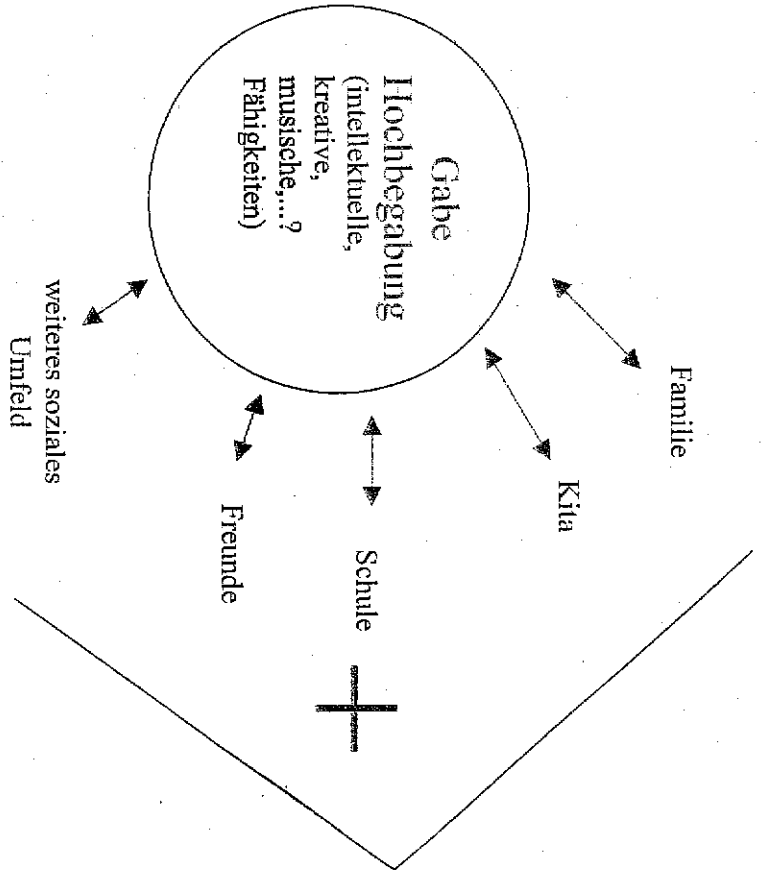 Gabe
Hochbegabung
(intellektuelle,
kreative,
musische,...?
Fähigkeiten)
Familie
Kita
Schule
+
Freunde
weiteres soziales
Umfeld